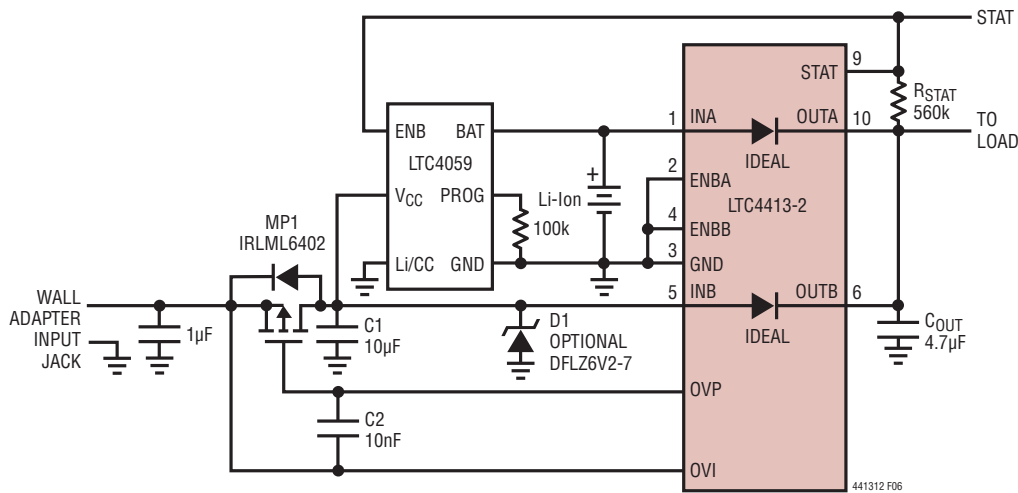 STAT
9
STAT
RSTAT
560k
1
INA
OUTA
10
TO
LOAD
ENB
BAT
LTC4059
IDEAL
2
ENBA
LTC4413-2
VCC
PROG
+
Li-Ion
4
ENBB
100k
MP1
IRLML6402
3
GND
Li/CC
GND
WALL
ADAPTER
INPUT
JACK
5
INB
OUTB
6
1µF
C1
10µF
D1
OPTIONAL
DFLZ6V2-7
IDEAL
COUT
4.7µF
OVP
C2
10nF
OVI
441312 F06